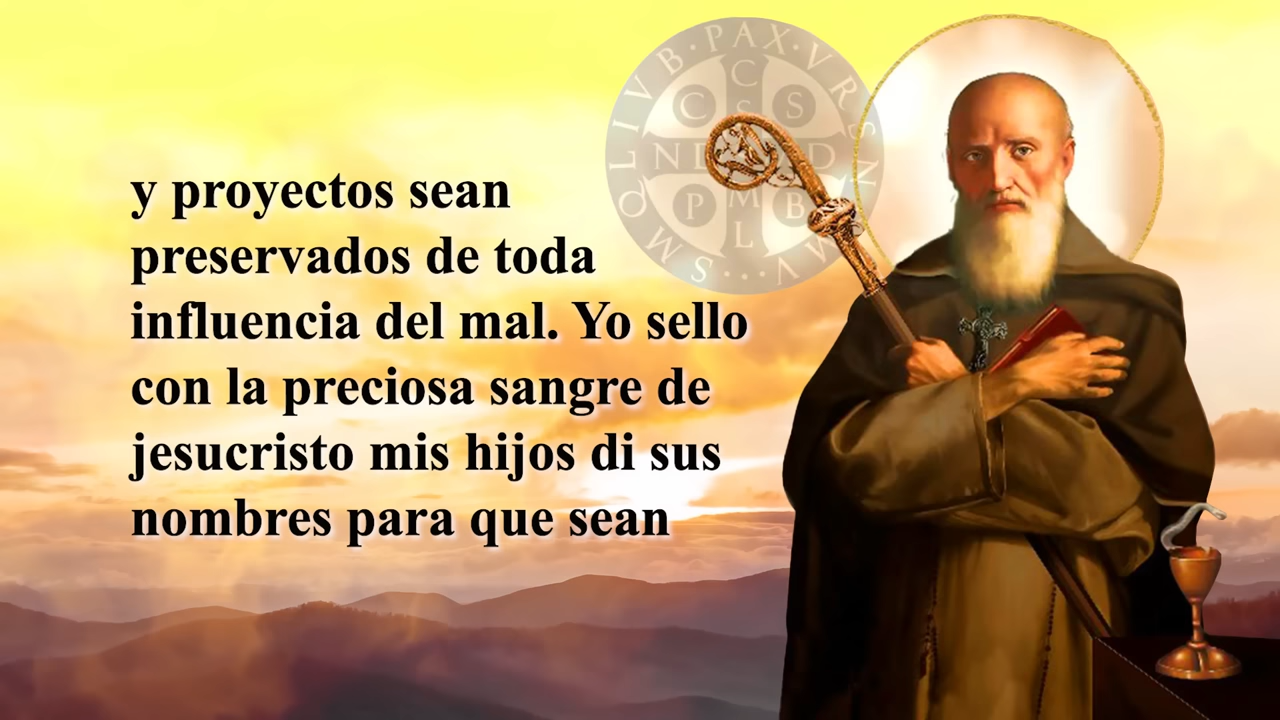 y proyectos sean
preservados de toda
influencia del mal. Yo sello
con la preciosa sangre de
jesucristo mis hijos di sus
nombres para que sean
PAX
C S
N D
P M B
L